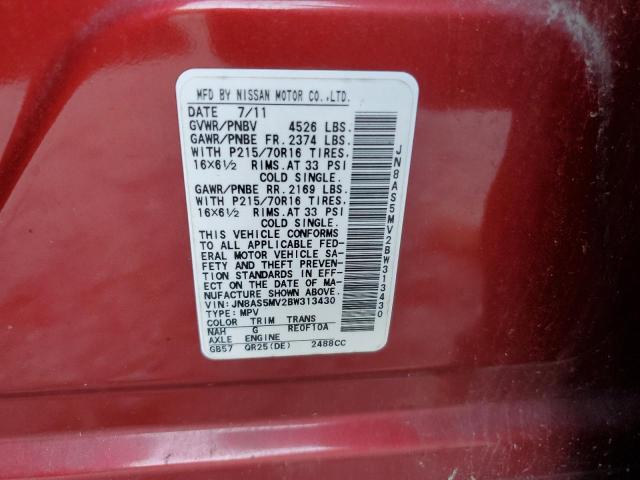 MFD BY NISSAN MOTOR CO.,LTD.
DATE 7/11
GVWR/PNBV 4526 LBS.
GAWR/PNBE FR. 2374 LBS.
WITH P215/70R16 TIRES.
16X6½ RIMS.AT 33 PSI
COLD SINGLE.
GAWR/PNBE RR. 2169 LBS.
WITH P215/70R16 TIRES.
16X6½ RIMS.AT 33 PSI
COLD SINGLE.
THIS VEHICLE CONFORMS
TO ALL APPLICABLE FED-
ERAL MOTOR VEHICLE SA-
FETY AND THEFT PREVEN-
TION STANDARDS IN EFF-
ECT ON THE DATE OF MA-
NUFACTURE SHOWN ABOVE.
VIN: JN8AS5MV2BW313430
TYPE: MPV
COLOR TRIM TRANS
NAH G RE0F10A
AXLE ENGINE
GB57 QR25(DE) 2488CC
JN8AS5MV2BW313430